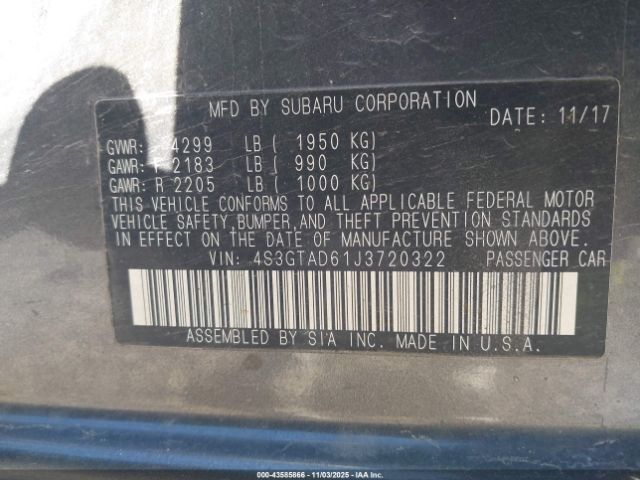 MFD BY SUBARU CORPORATION
DATE: 11/17
GVWR: 4299 LB ( 1950 KG)
GAWR: F 2183 LB ( 990 KG)
GAWR: R 2205 LB ( 1000 KG)
THIS VEHICLE CONFORMS TO ALL APPLICABLE FEDERAL MOTOR
VEHICLE SAFETY,BUMPER,AND THEFT PREVENTION STANDARDS
IN EFFECT ON THE DATE OF MANUFACTURE SHOWN ABOVE.
VIN: 4S3GTAD61J3720322 PASSENGER CAR
ASSEMBLED BY SIA INC. MADE IN U.S.A.
000-43585866 - 11/03/2025 - IAA Inc.